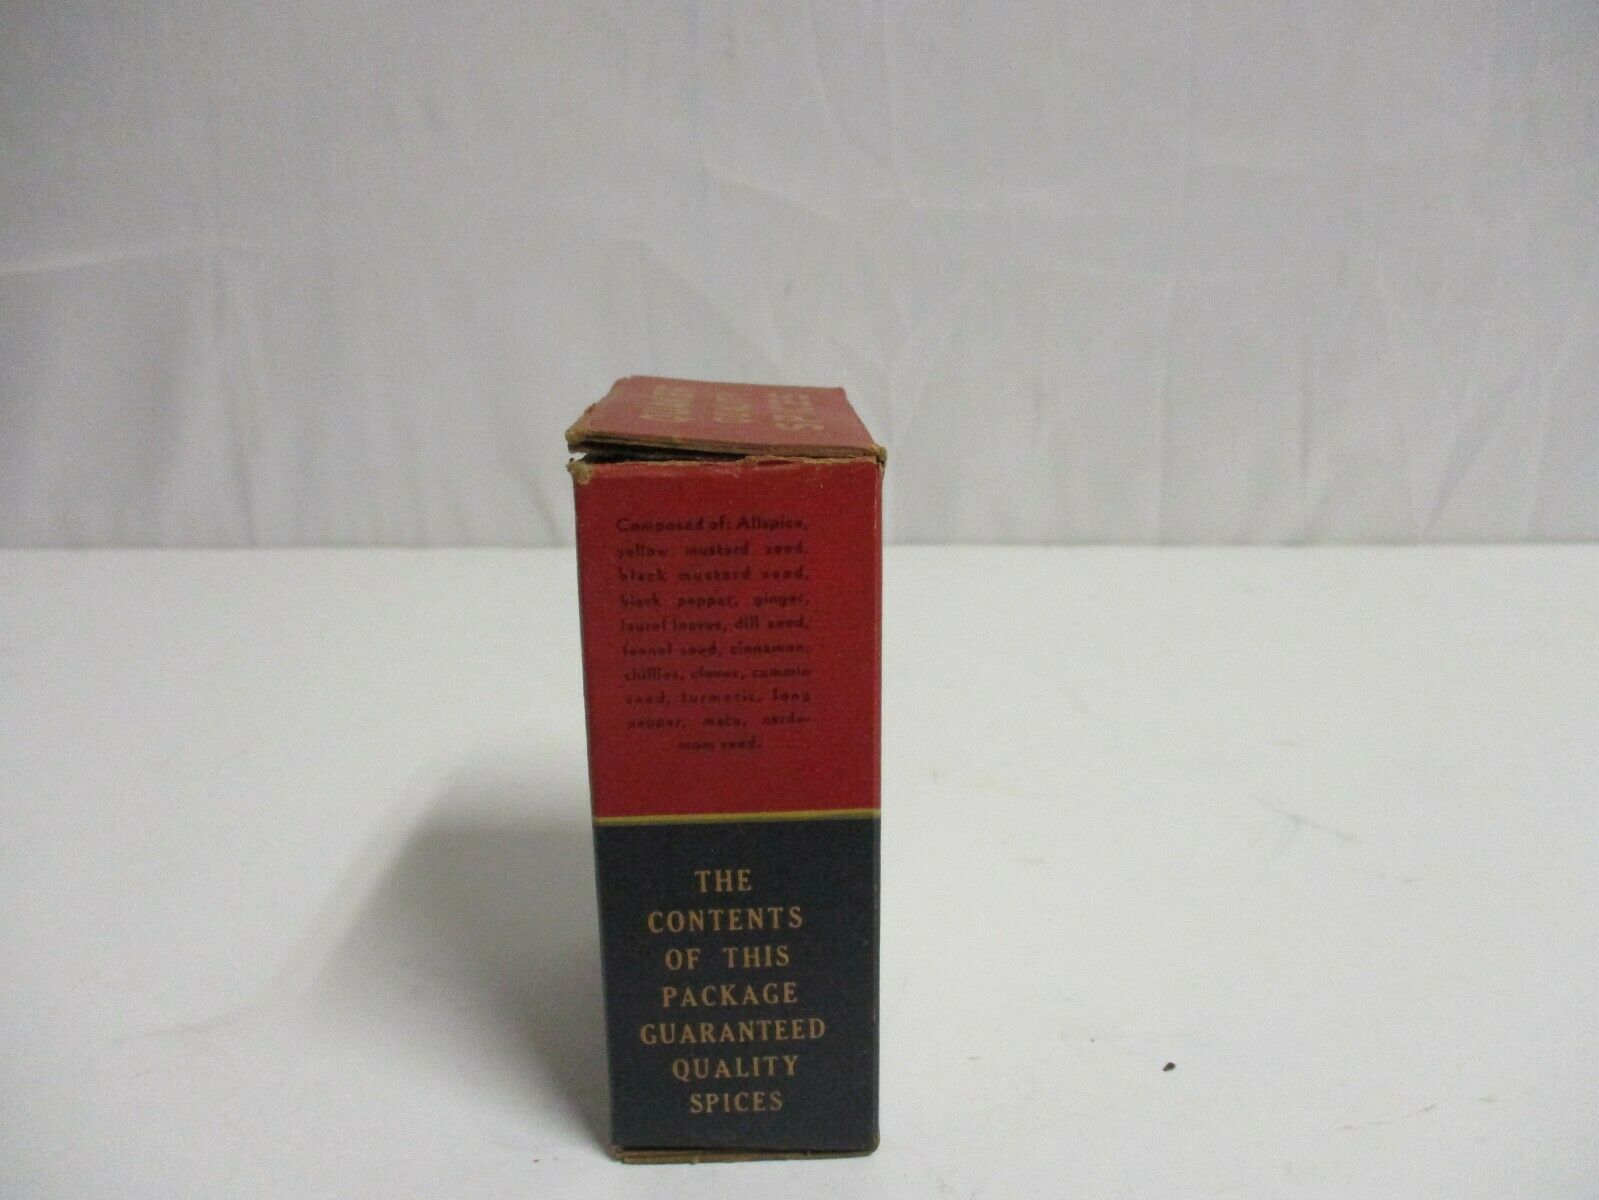 QUAKER
SPICES
Composed of: Allspice,
yellow mustard seed,
black mustard seed,
black pepper, ginger,
laurel leaves, dill seed,
fennel seed, cinnamon,
chillies, cloves, cummin
seed, turmeric, long
pepper, mace, carda-
mom seed.
THE
CONTENTS
OF THIS
PACKAGE
GUARANTEED
QUALITY
SPICES